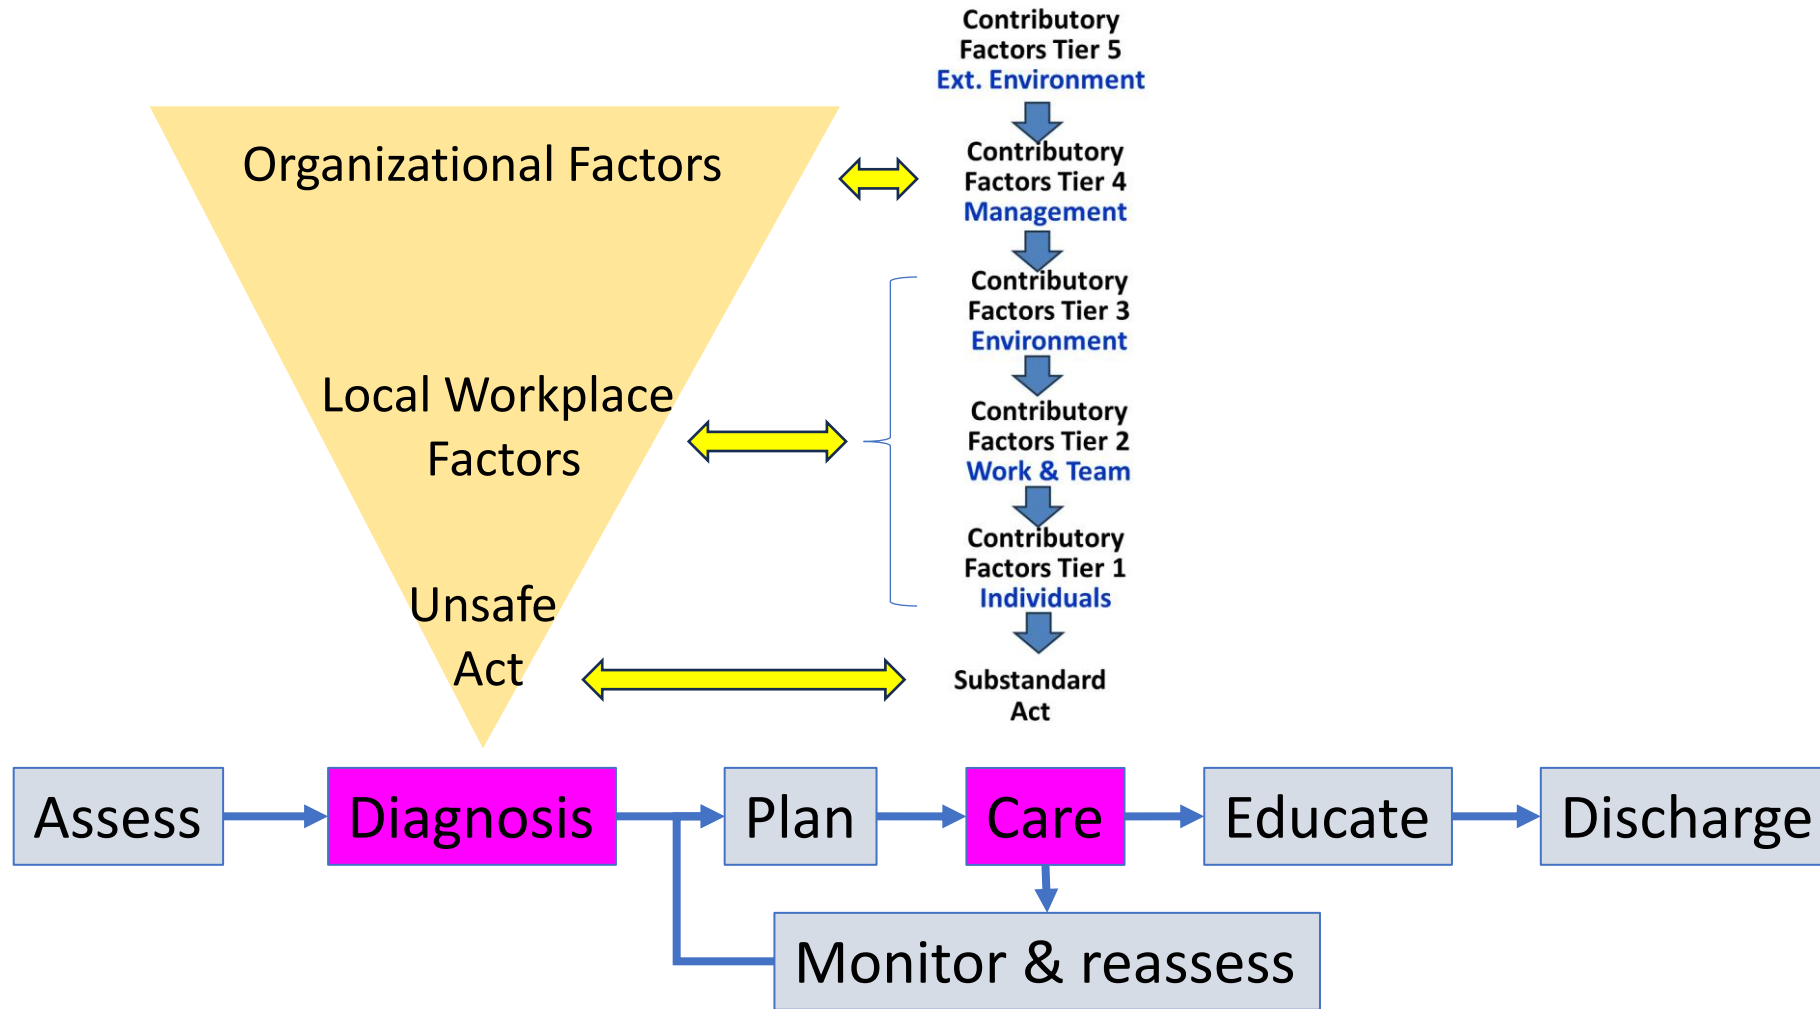 Contributory
Factors Tier 5
Ext. Environment
Organizational Factors
Contributory
Factors Tier 4
Management
Contributory
Factors Tier 3
Environment
Local Workplace
Factors
Contributory
Factors Tier 2
Work & Team
Contributory
Factors Tier 1
Individuals
Unsafe
Act
Substandard
Act
Assess
Diagnosis
Plan
Care
Educate
Discharge
Monitor & reassess